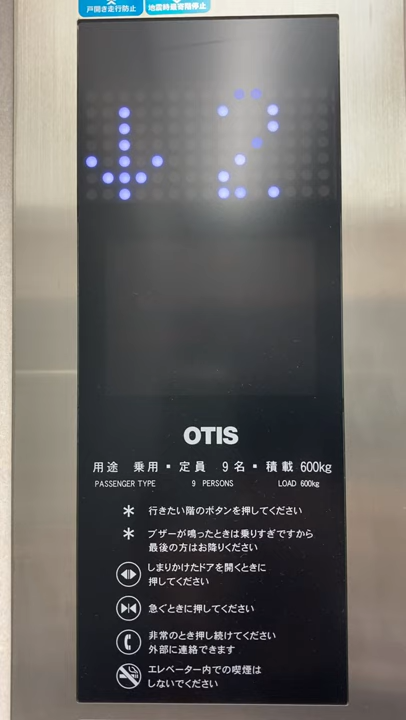 戸開き走行防止
地震時最寄階停止
↓ 2
OTIS
用途 乗用・定員 9名・積載 600kg
PASSENGER TYPE 9 PERSONS LOAD 600kg
＊ 行きたい階のボタンを押してください
＊ ブザーが鳴ったときは乗りすぎですから
最後の方はお降りください
しまりかけたドアを開くときに
押してください
急ぐときに押してください
非常のとき押し続けてください
外部に連絡できます
エレベーター内での喫煙は
しないでください